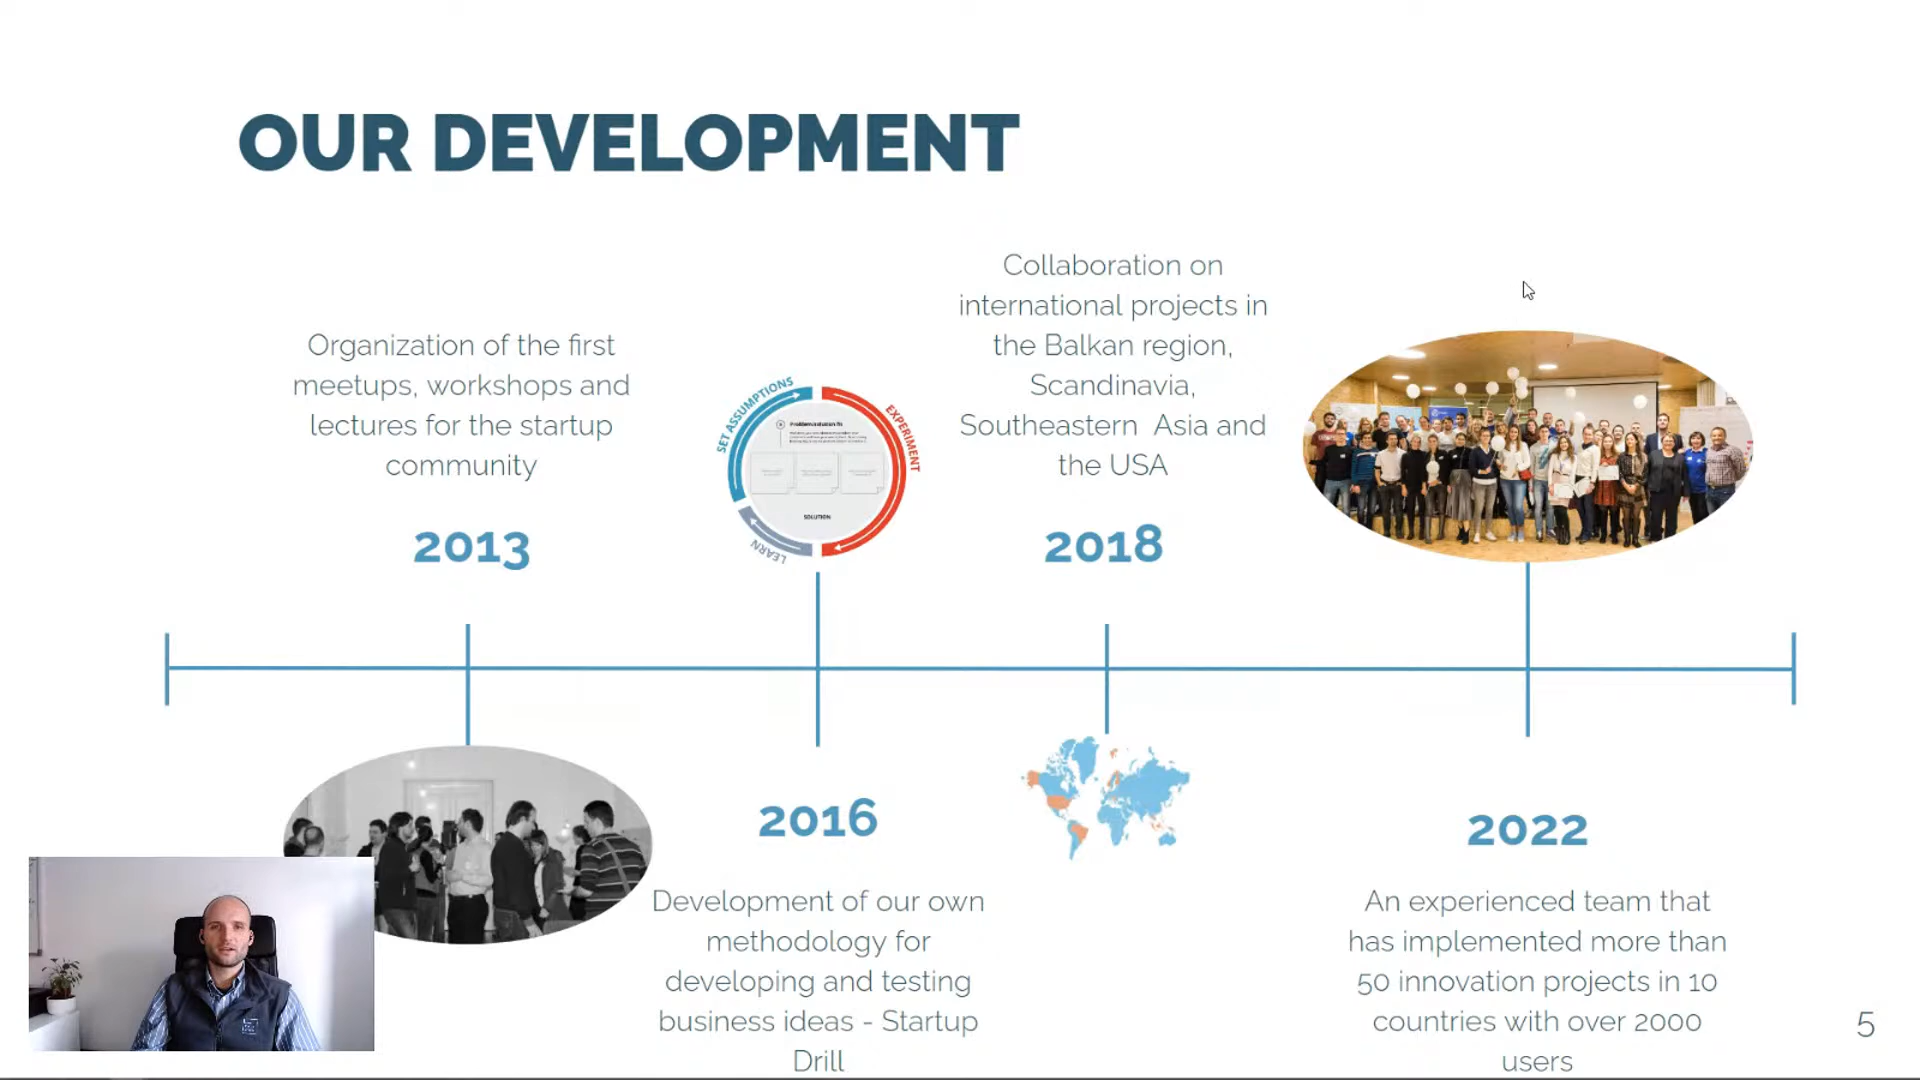 OUR DEVELOPMENT
Organization of the first
meetups, workshops and
lectures for the startup
community
2013
SET ASSUMPTIONS
EXPERIMENT
LEARN
SOLUTION
2016
Development of our own
methodology for
developing and testing
business ideas - Startup
Drill
Collaboration on
international projects in
the Balkan region,
Scandinavia,
Southeastern  Asia and
the USA
2018
2022
An experienced team that
has implemented more than
50 innovation projects in 10
countries with over 2000
users
5